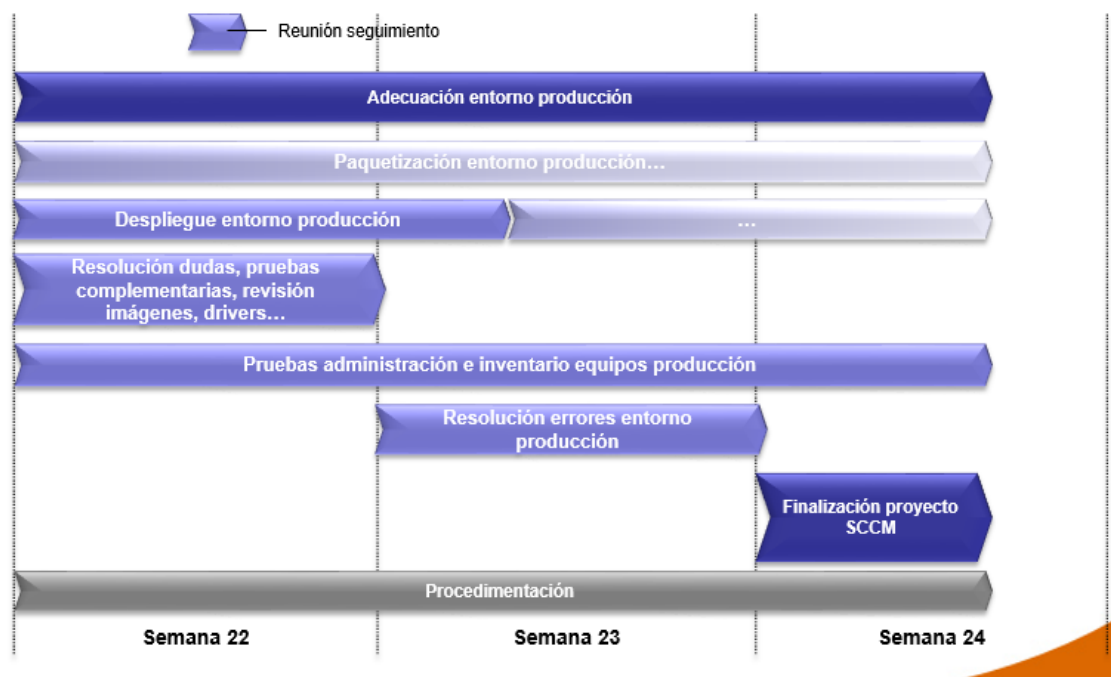 Reunión seguimiento
Adecuación entorno producción
Paquetización entorno producción...
Despliegue entorno producción
...
Resolución dudas, pruebas
complementarias, revisión
imágenes, drivers...
Pruebas administración e inventario equipos producción
Resolución errores entorno
producción
Finalización proyecto
SCCM
Procedimentación
Semana 22
Semana 23
Semana 24